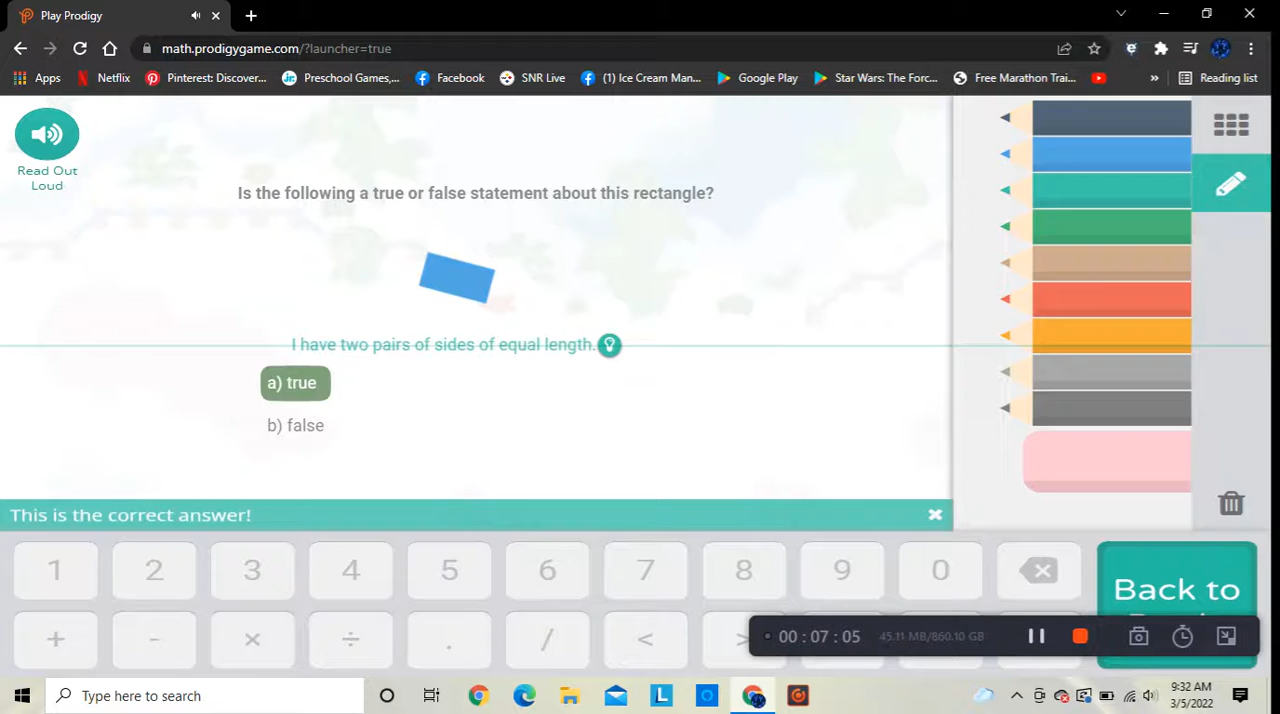 Play Prodigy
math.prodigygame.com/?launcher=true
Apps
Netflix
Pinterest: Discover...
Preschool Games,...
Facebook
SNR Live
(1) Ice Cream Man...
Google Play
Star Wars: The Forc...
Free Marathon Trai...
»
Reading list
Read Out
Loud
Is the following a true or false statement about this rectangle?
I have two pairs of sides of equal length.
a) true
b) false
This is the correct answer!
1 2 3 4 5 6 7 8 9 0
Back to
+ - × ÷ . / < >
00 : 07 : 05
45.11 MB/860.10 GB
Type here to search
9:32 AM
3/5/2022